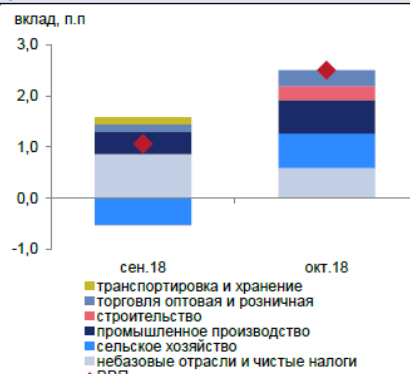 вклад, п.п
3,0
2,0
1,0
0,0
-1,0
сен.18 окт.18
транспортировка и хранение
торговля оптовая и розничная
строительство
промышленное производство
сельское хозяйство
небазовые отрасли и чистые налоги